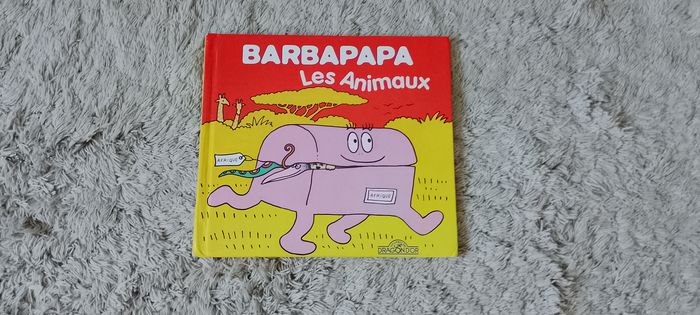 BARBAPAPA
Les Animaux
AFRIQUE
AFRIQUE
DRAGON D'OR